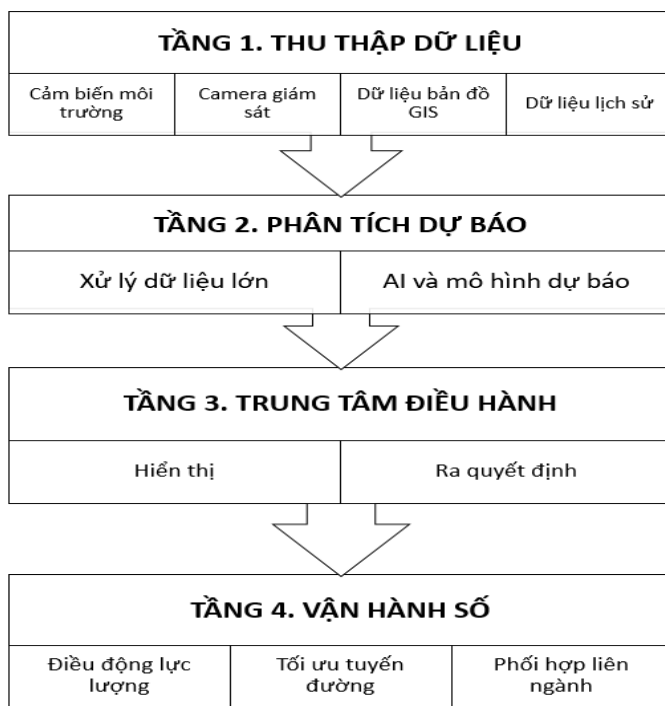 TẦNG 1. THU THẬP DỮ LIỆU
Cảm biến môi
trường
Camera giám
sát
Dữ liệu bản đồ
GIS
Dữ liệu lịch sử
TẦNG 2. PHÂN TÍCH DỰ BÁO
Xử lý dữ liệu lớn
AI và mô hình dự báo
TẦNG 3. TRUNG TÂM ĐIỀU HÀNH
Hiển thị
Ra quyết định
TẦNG 4. VẬN HÀNH SỐ
Điều động lực
lượng
Tối ưu tuyến
đường
Phối hợp liên
ngành